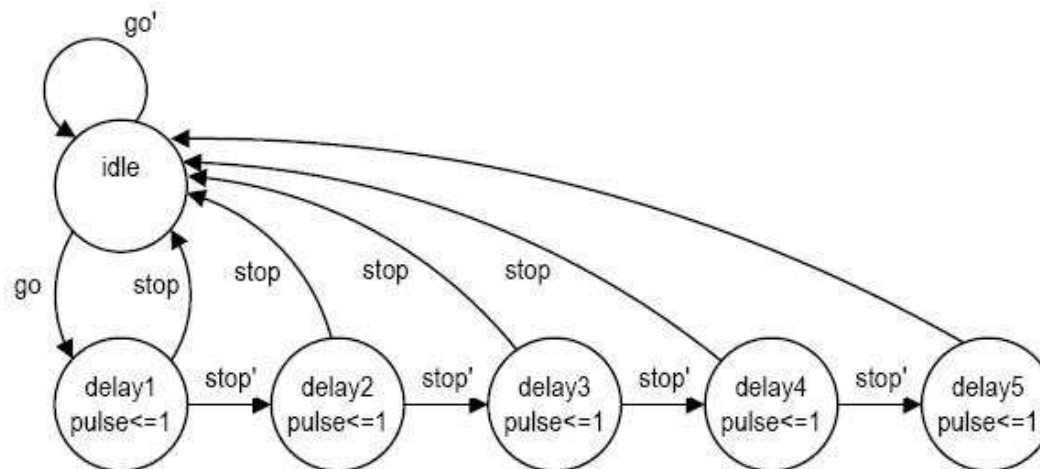 go'
idle
go
stop
stop
stop
stop
delay1
pulse<=1
stop'
delay2
pulse<=1
stop'
delay3
pulse<=1
stop'
delay4
pulse<=1
stop'
delay5
pulse<=1